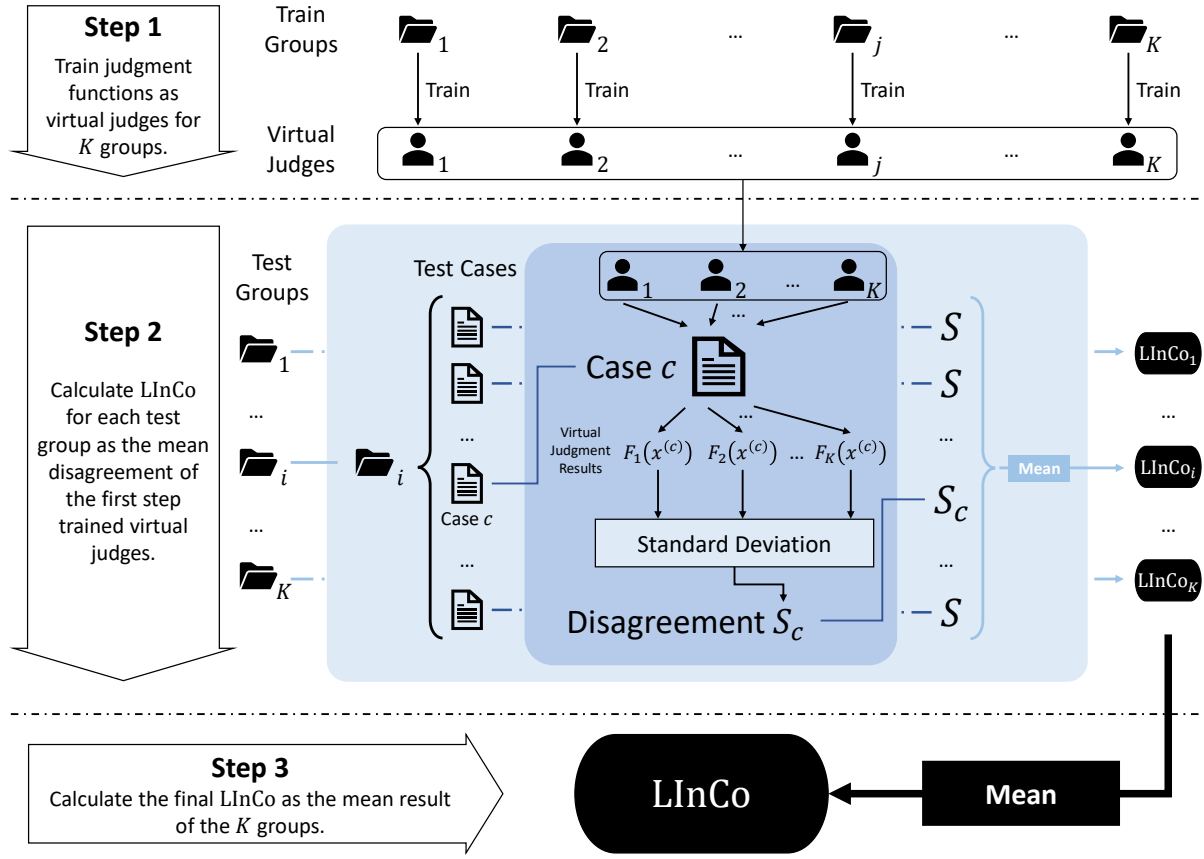 Step 1
Train judgment
functions as
virtual judges for
K groups.
Train
Groups
1
2
...
j
...
K
Train
Train
Train
Train
Virtual
Judges
1
2
...
j
...
K
Step 2
Calculate LInCo
for each test
group as the mean
disagreement of
the first step
trained virtual
judges.
Test
Groups
1
...
i
...
K
i
Test Cases
...
Case c
...
1
2
...
K
...
Case c
...
Virtual
Judgment
Results
F₁(x⁽ᶜ⁾) F₂(x⁽ᶜ⁾) ... F_K(x⁽ᶜ⁾)
Standard Deviation
Disagreement S_c
S
S
...
S_c
...
S
Mean
LInCo₁
...
LInCoᵢ
...
LInCo_K
Step 3
Calculate the final LInCo as the mean result
of the K groups.
LInCo
Mean